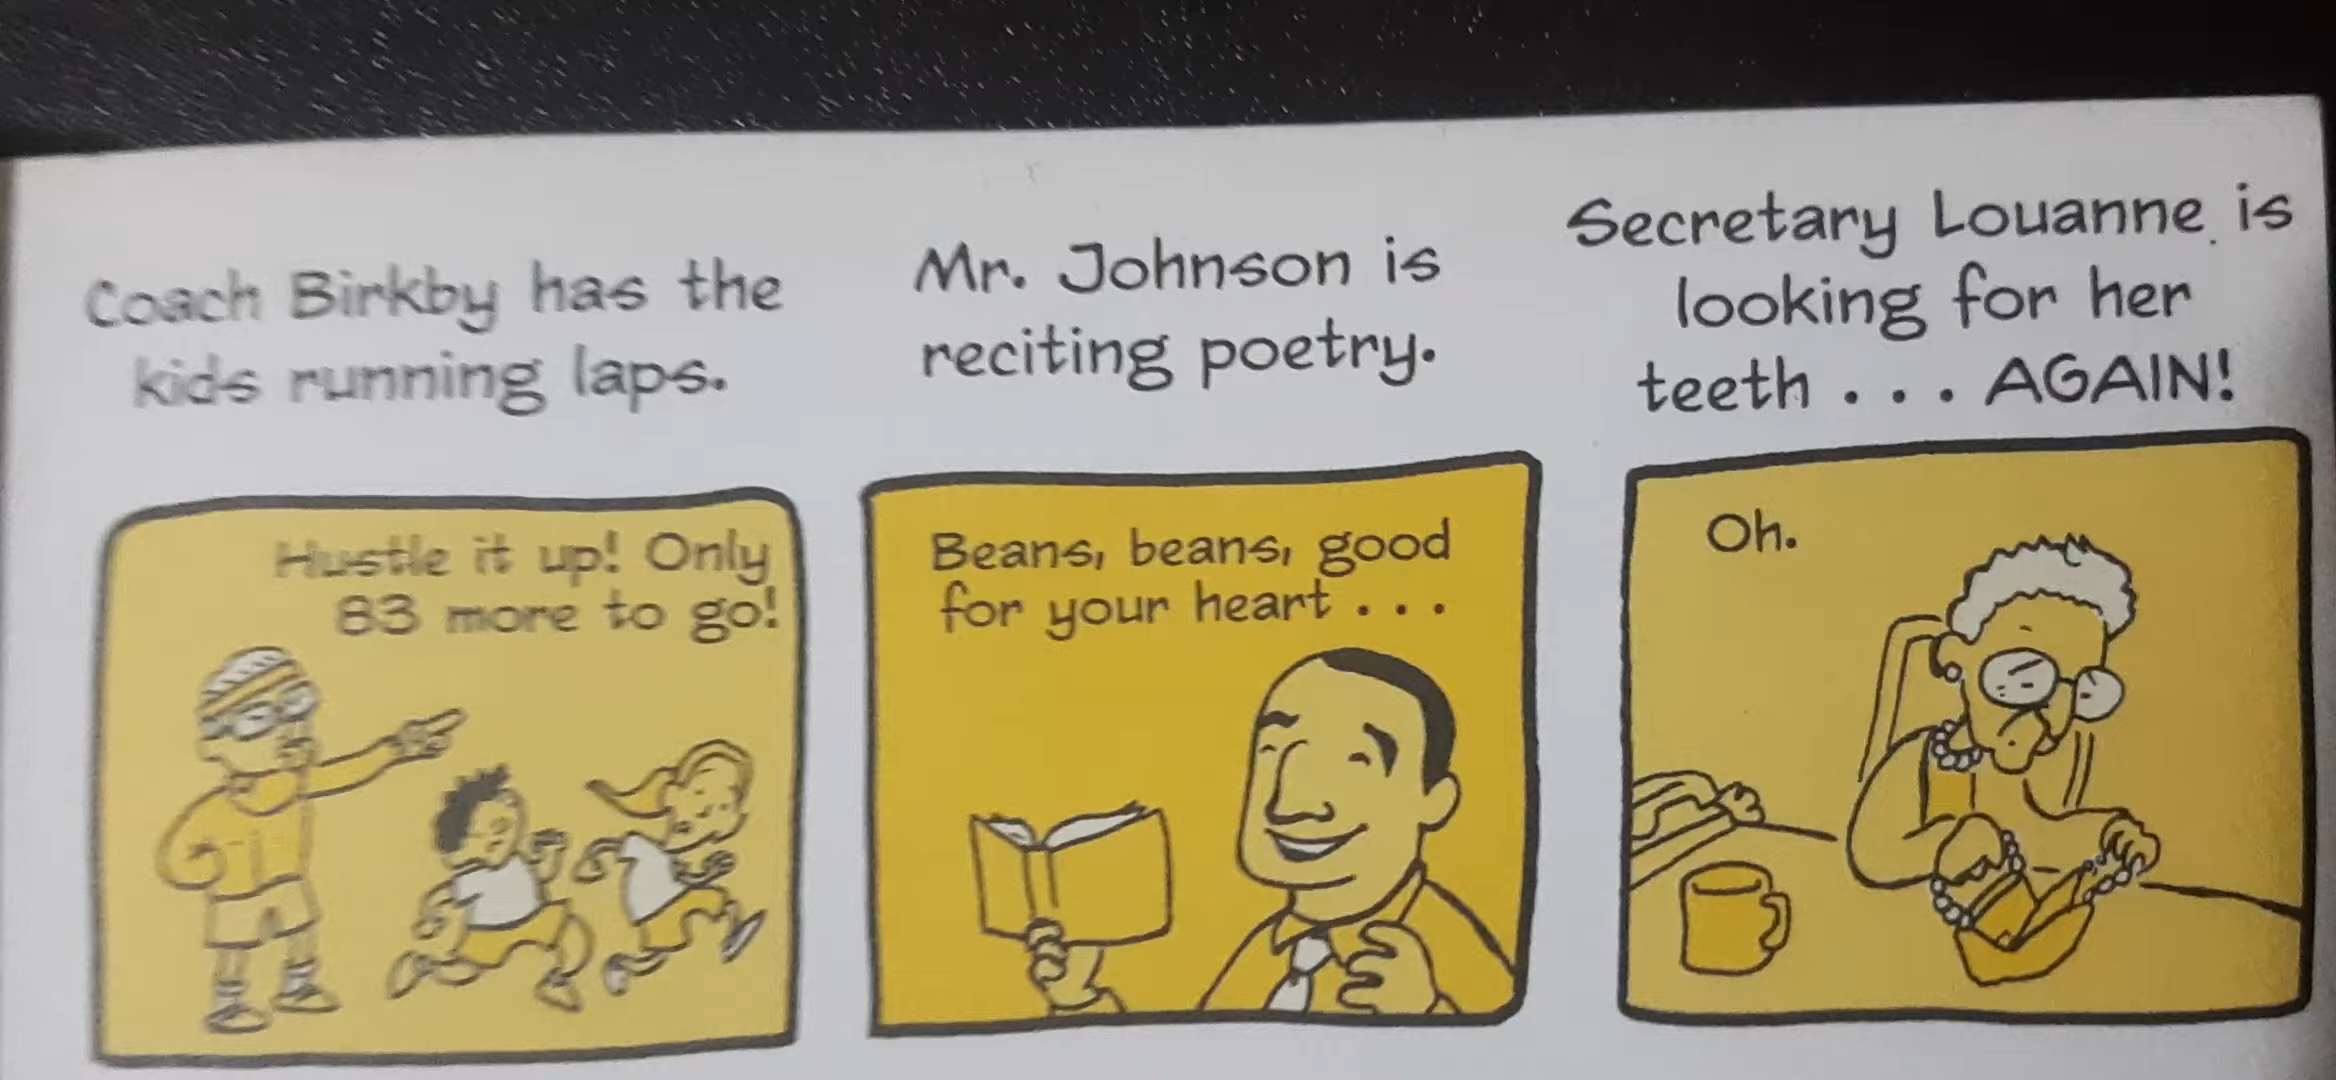 Coach Birkby has the
kids running laps.
Hustle it up! Only
83 more to go!
Mr. Johnson is
reciting poetry.
Beans, beans, good
for your heart . . .
Secretary Louanne is
looking for her
teeth . . . AGAIN!
Oh.